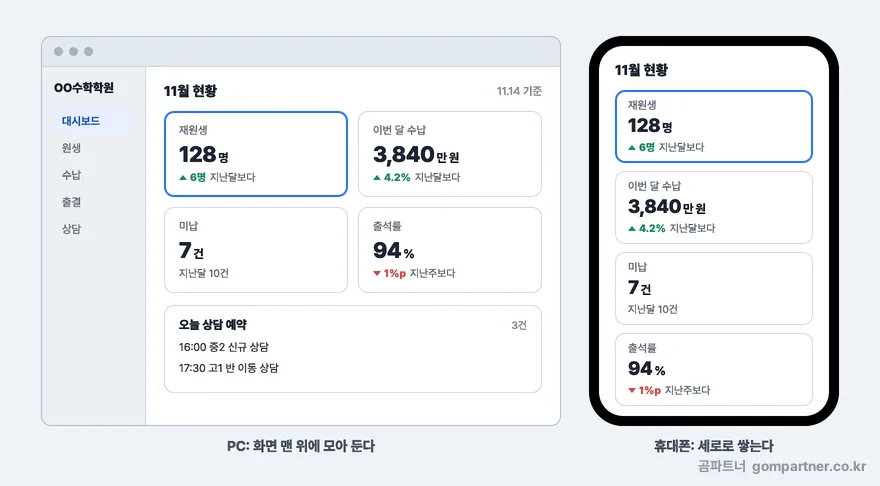 OO수학학원
대시보드
원생
수납
출결
상담
11월 현황
11.14 기준
재원생
128명
▲ 6명 지난달보다
이번 달 수납
3,840만 원
▲ 4.2% 지난달보다
미납
7건
지난달 10건
출석률
94%
▼ 1%p 지난주보다
오늘 상담 예약
3건
16:00 중2 신규 상담
17:30 고1 반 이동 상담
PC: 화면 맨 위에 모아 둔다
11월 현황
재원생
128명
▲ 6명 지난달보다
이번 달 수납
3,840만 원
▲ 4.2% 지난달보다
미납
7건
지난달 10건
출석률
94%
▼ 1%p 지난주보다
휴대폰: 세로로 쌓는다
곰파트너 gompartner.co.kr